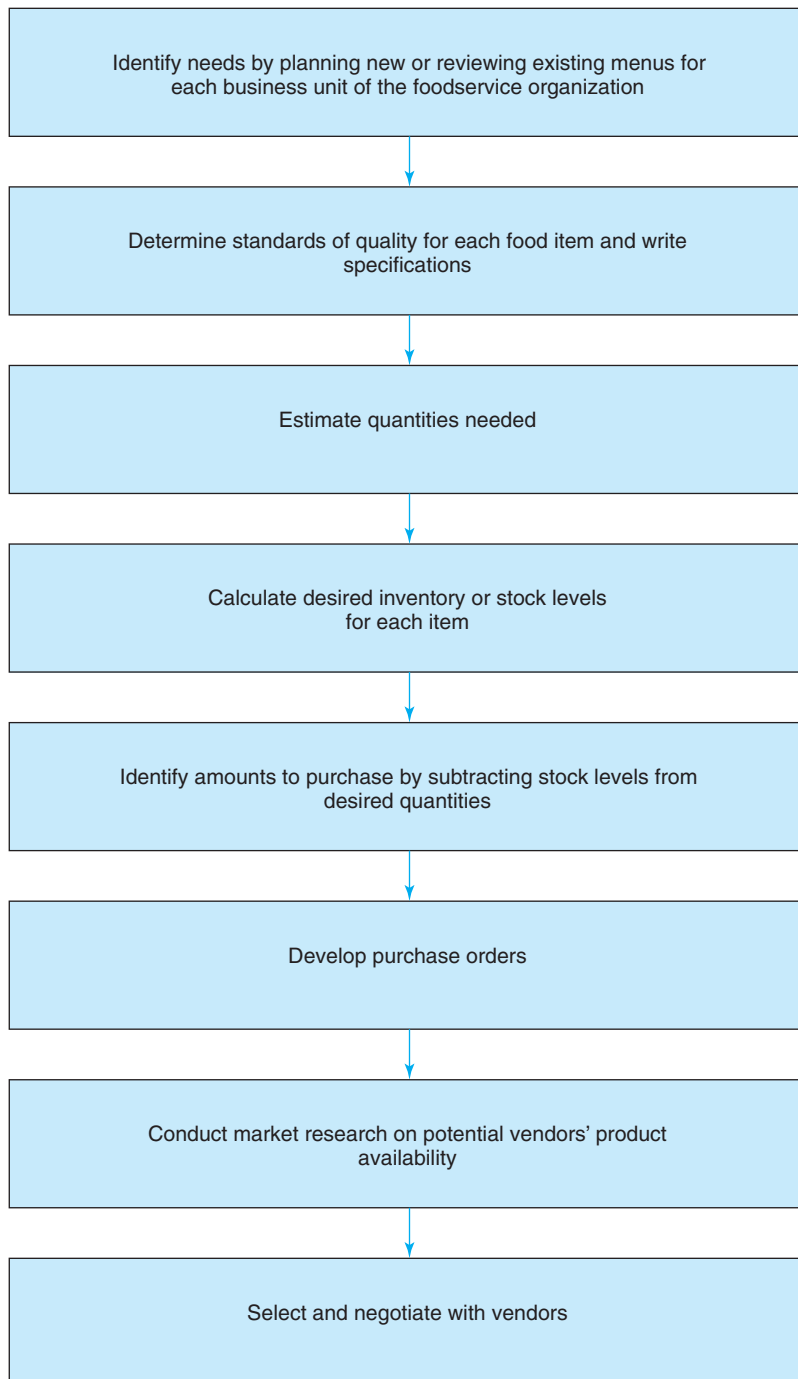 Identify needs by planning new or reviewing existing menus for
each business unit of the foodservice organization
Determine standards of quality for each food item and write
specifications
Estimate quantities needed
Calculate desired inventory or stock levels
for each item
Identify amounts to purchase by subtracting stock levels from
desired quantities
Develop purchase orders
Conduct market research on potential vendors’ product
availability
Select and negotiate with vendors